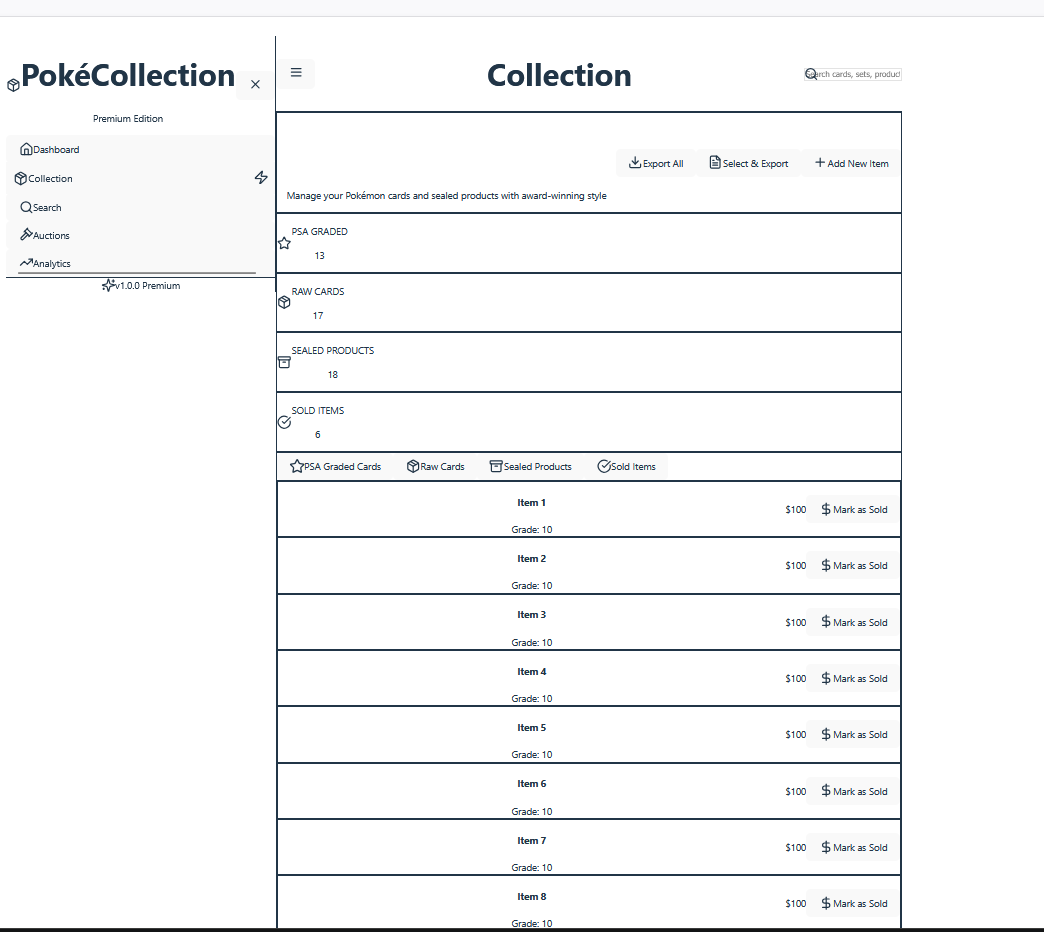 PokéCollection
Premium Edition
Dashboard
Collection
Search
Auctions
Analytics
v1.0.0 Premium
Collection
Search cards, sets, product
Export All
Select & Export
Add New Item
Manage your Pokémon cards and sealed products with award-winning style
PSA GRADED
13
RAW CARDS
17
SEALED PRODUCTS
18
SOLD ITEMS
6
PSA Graded Cards
Raw Cards
Sealed Products
Sold Items
Item 1
Grade: 10
$100
$ Mark as Sold
Item 2
Grade: 10
$100
$ Mark as Sold
Item 3
Grade: 10
$100
$ Mark as Sold
Item 4
Grade: 10
$100
$ Mark as Sold
Item 5
Grade: 10
$100
$ Mark as Sold
Item 6
Grade: 10
$100
$ Mark as Sold
Item 7
Grade: 10
$100
$ Mark as Sold
Item 8
Grade: 10
$100
$ Mark as Sold